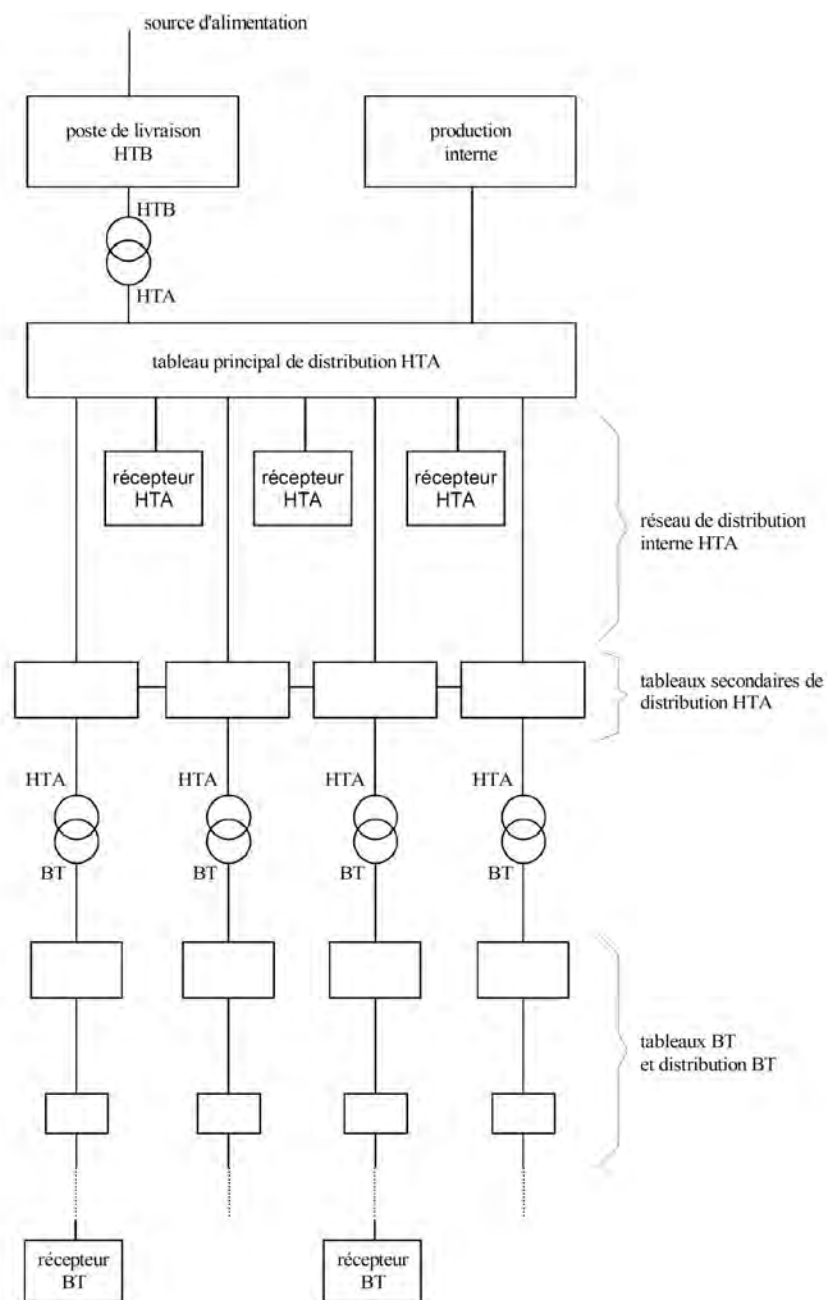 source d'alimentation
poste de livraison
HTB
production
interne
HTB
HTA
tableau principal de distribution HTA
récepteur
HTA
récepteur
HTA
récepteur
HTA
réseau de distribution
interne HTA
tableaux secondaires de
distribution HTA
HTA
HTA
HTA
HTA
BT
BT
BT
BT
tableaux BT
et distribution BT
récepteur
BT
récepteur
BT